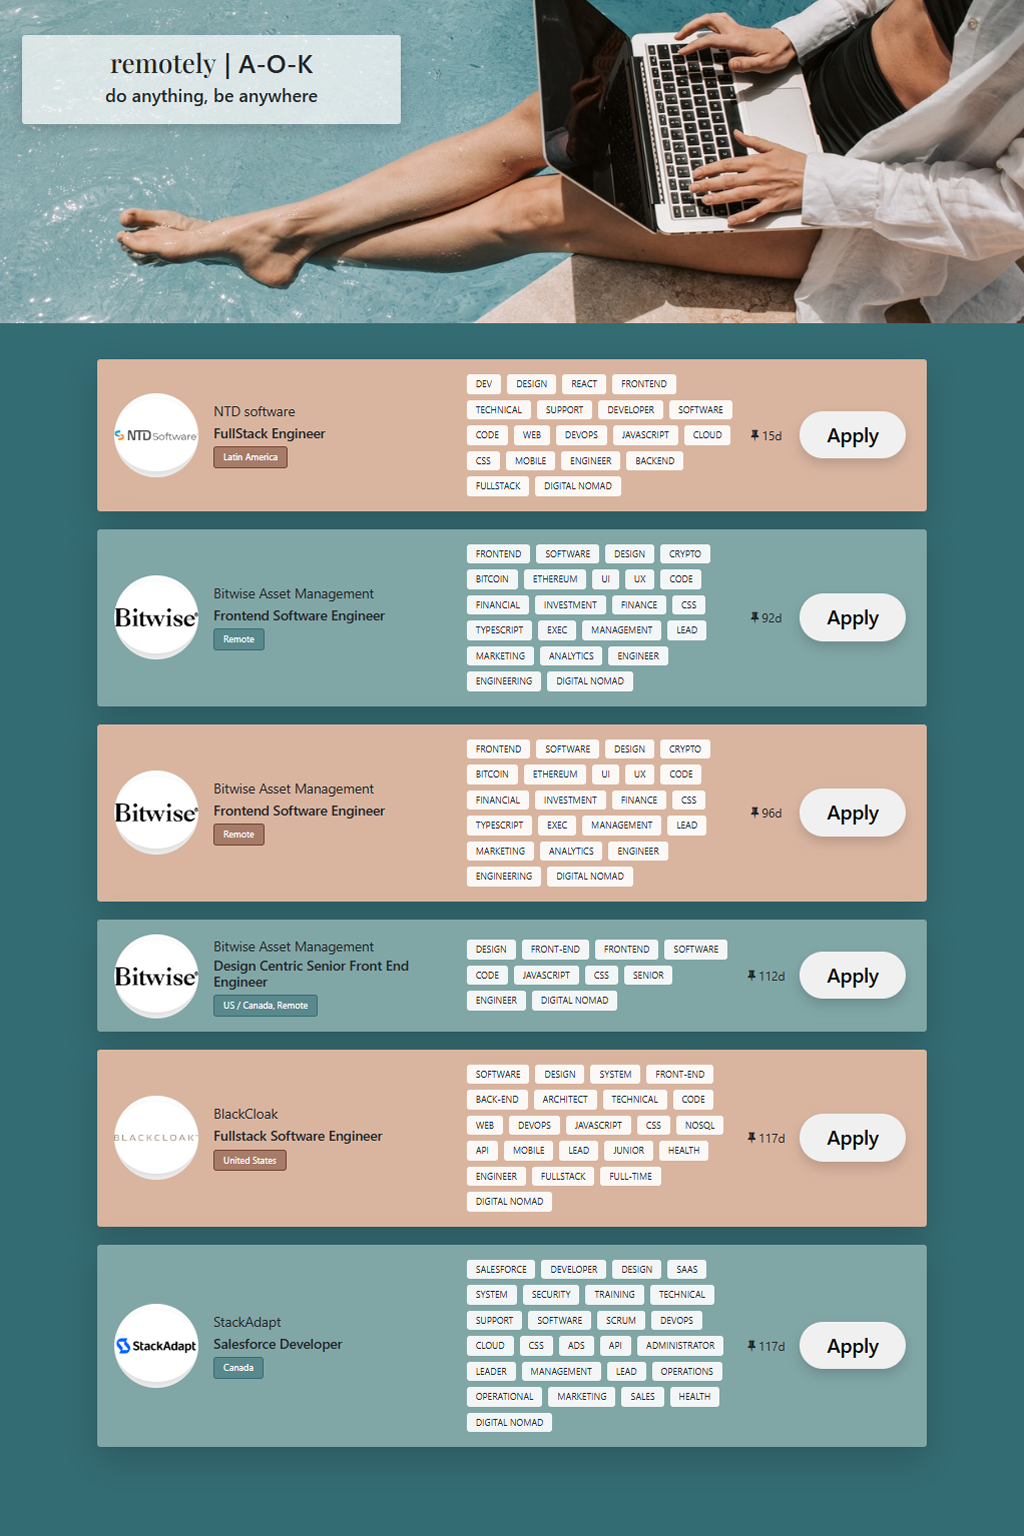 remotely | A-O-K
do anything, be anywhere
NTD Software
NTD software
FullStack Engineer
Latin America
DEV DESIGN REACT FRONTEND
TECHNICAL SUPPORT DEVELOPER SOFTWARE
CODE WEB DEVOPS JAVASCRIPT CLOUD
CSS MOBILE ENGINEER BACKEND
FULLSTACK DIGITAL NOMAD
15d
Apply
Bitwise®
Bitwise Asset Management
Frontend Software Engineer
Remote
FRONTEND SOFTWARE DESIGN CRYPTO
BITCOIN ETHEREUM UI UX CODE
FINANCIAL INVESTMENT FINANCE CSS
TYPESCRIPT EXEC MANAGEMENT LEAD
MARKETING ANALYTICS ENGINEER
ENGINEERING DIGITAL NOMAD
92d
Apply
Bitwise®
Bitwise Asset Management
Frontend Software Engineer
Remote
FRONTEND SOFTWARE DESIGN CRYPTO
BITCOIN ETHEREUM UI UX CODE
FINANCIAL INVESTMENT FINANCE CSS
TYPESCRIPT EXEC MANAGEMENT LEAD
MARKETING ANALYTICS ENGINEER
ENGINEERING DIGITAL NOMAD
96d
Apply
Bitwise®
Bitwise Asset Management
Design Centric Senior Front End
Engineer
US / Canada, Remote
DESIGN FRONT-END FRONTEND SOFTWARE
CODE JAVASCRIPT CSS SENIOR
ENGINEER DIGITAL NOMAD
112d
Apply
BLACKCLOAK
BlackCloak
Fullstack Software Engineer
United States
SOFTWARE DESIGN SYSTEM FRONT-END
BACK-END ARCHITECT TECHNICAL CODE
WEB DEVOPS JAVASCRIPT CSS NOSQL
API MOBILE LEAD JUNIOR HEALTH
ENGINEER FULLSTACK FULL-TIME
DIGITAL NOMAD
117d
Apply
StackAdapt
StackAdapt
Salesforce Developer
Canada
SALESFORCE DEVELOPER DESIGN SAAS
SYSTEM SECURITY TRAINING TECHNICAL
SUPPORT SOFTWARE SCRUM DEVOPS
CLOUD CSS ADS API ADMINISTRATOR
LEADER MANAGEMENT LEAD OPERATIONS
OPERATIONAL MARKETING SALES HEALTH
DIGITAL NOMAD
117d
Apply